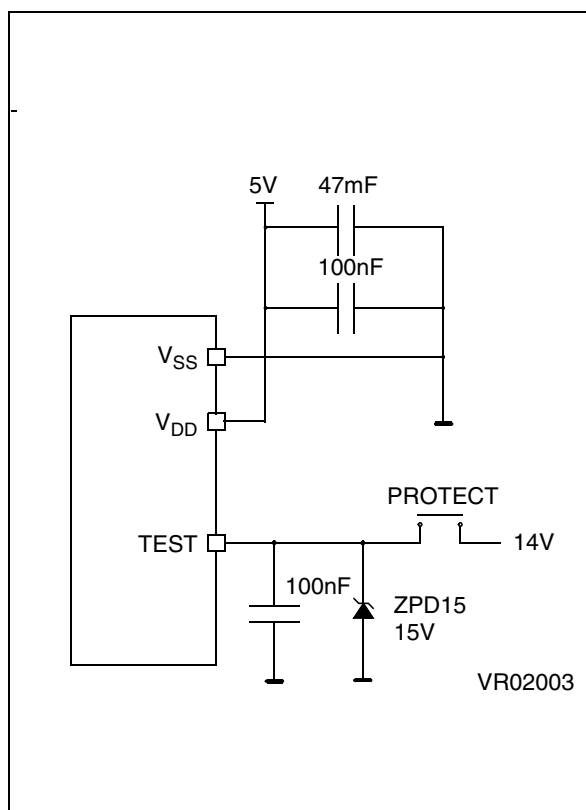 5V
47mF
100nF
VSS
VDD
PROTECT
TEST
14V
100nF
ZPD15
15V
VR02003